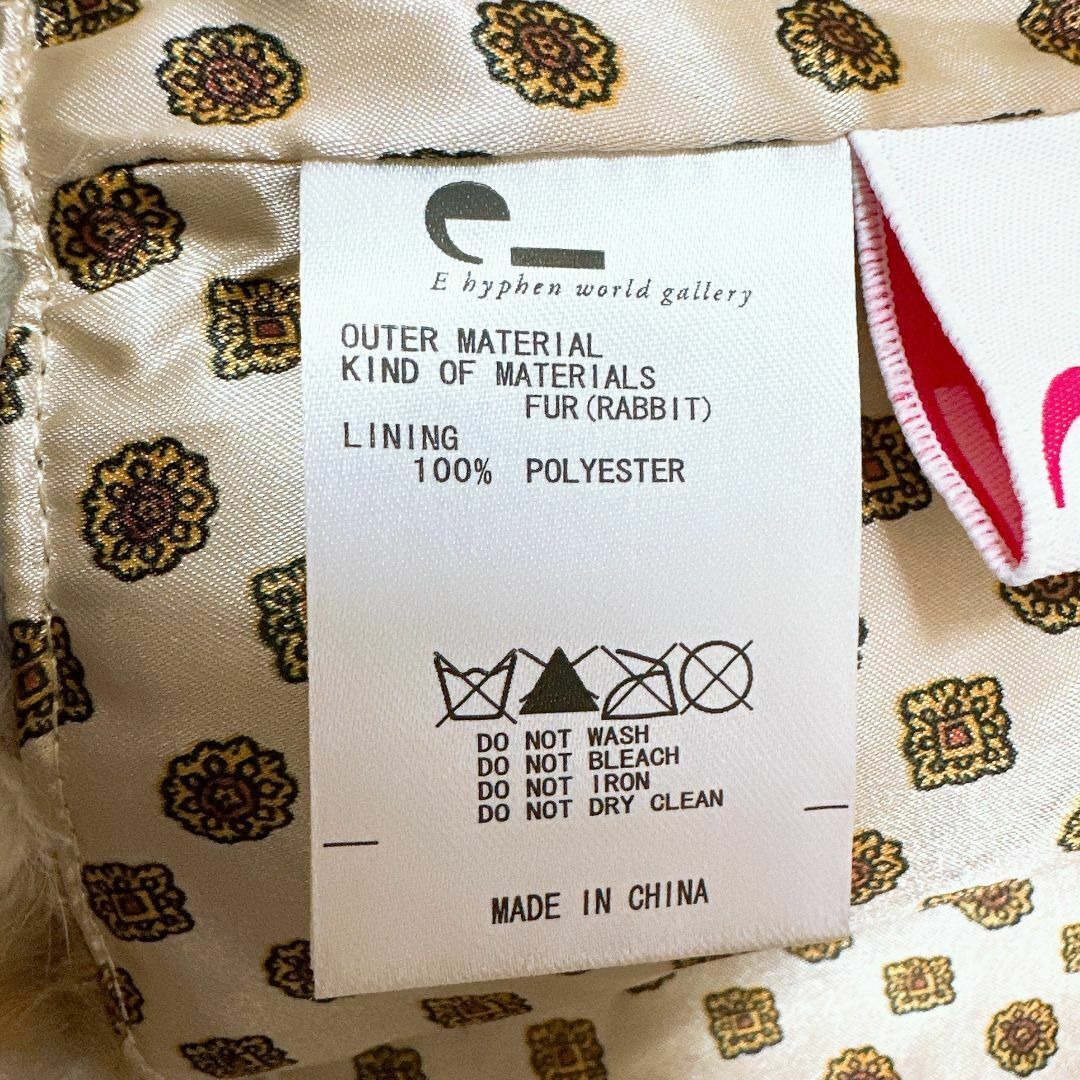 E hyphen world gallery
OUTER MATERIAL
KIND OF MATERIALS
FUR(RABBIT)
LINING
100% POLYESTER
DO NOT WASH
DO NOT BLEACH
DO NOT IRON
DO NOT DRY CLEAN
MADE IN CHINA